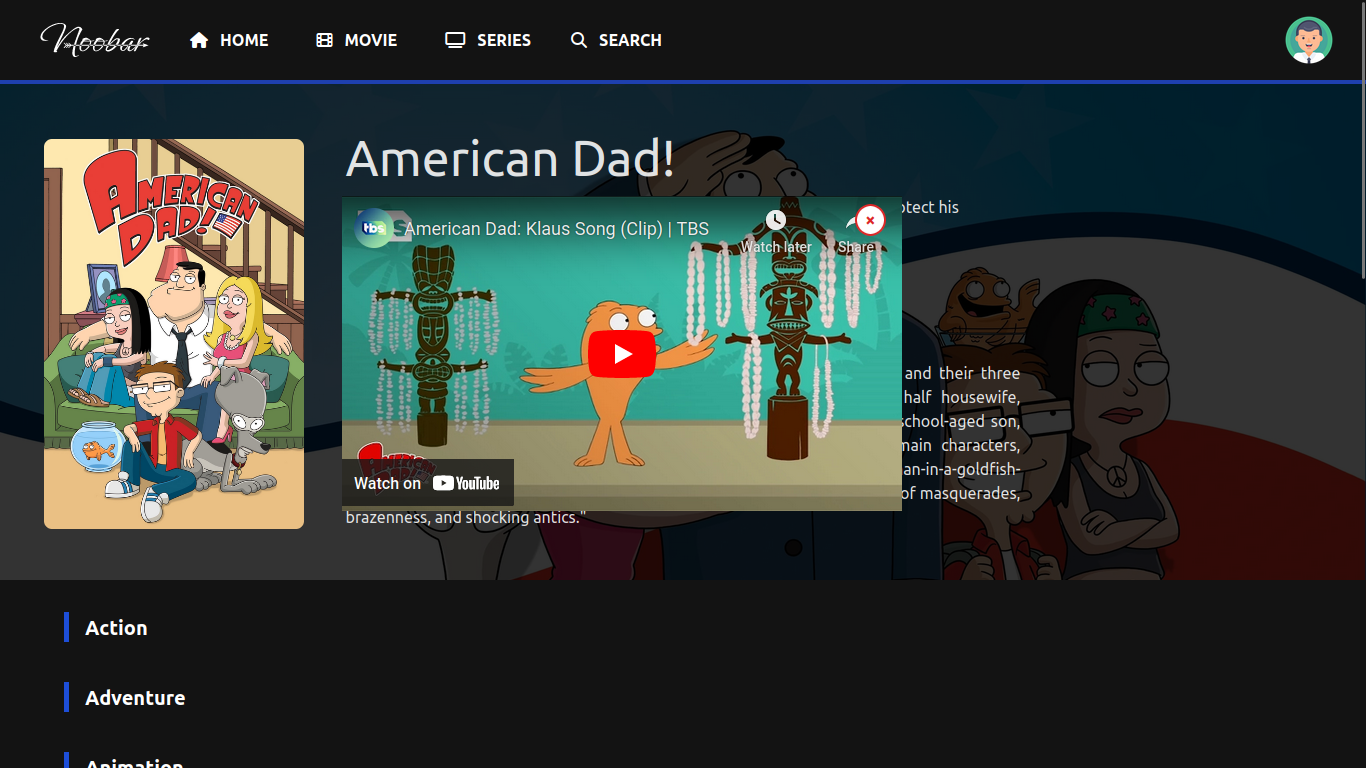 Noobar
HOME
MOVIE
SERIES
SEARCH
AMERICAN
DAD!
American Dad!
otect his
tbs
S
American Dad: Klaus Song (Clip) | TBS
Watch later
Share
and their three
half housewife,
school-aged son,
main characters,
an-in-a-goldfish-
of masquerades,
Watch on YouTube
brazenness, and shocking antics."
Action
Adventure
Animation